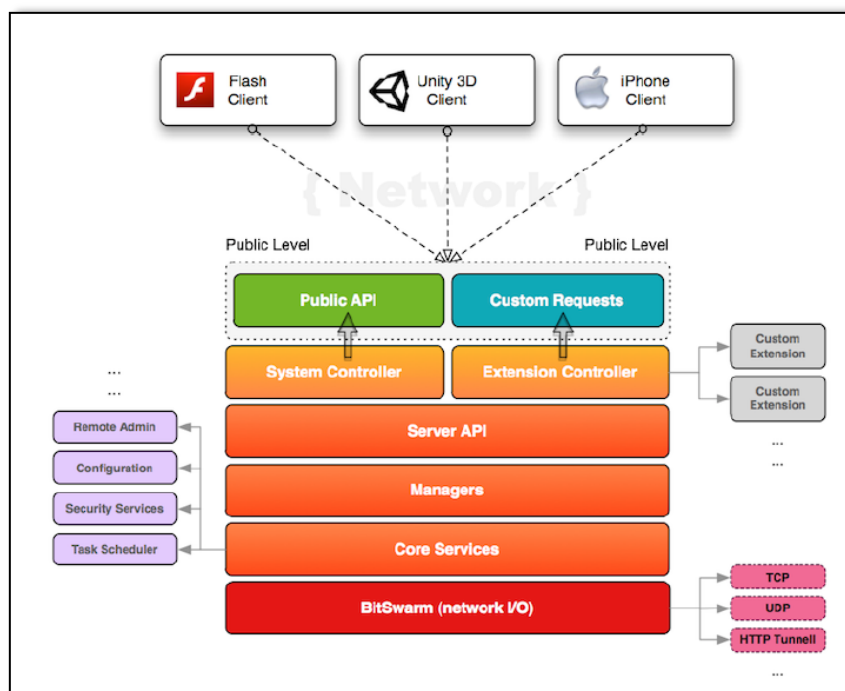 Flash
Client
Unity 3D
Client
iPhone
Client
{ Network }
Public Level
Public Level
Public API
Custom Requests
System Controller
Extension Controller
Custom
Extension
Custom
Extension
...
...
...
...
Remote Admin
Configuration
Security Services
Task Scheduler
Server API
Managers
Core Services
BitSwarm (network I/O)
TCP
UDP
HTTP Tunnell
...